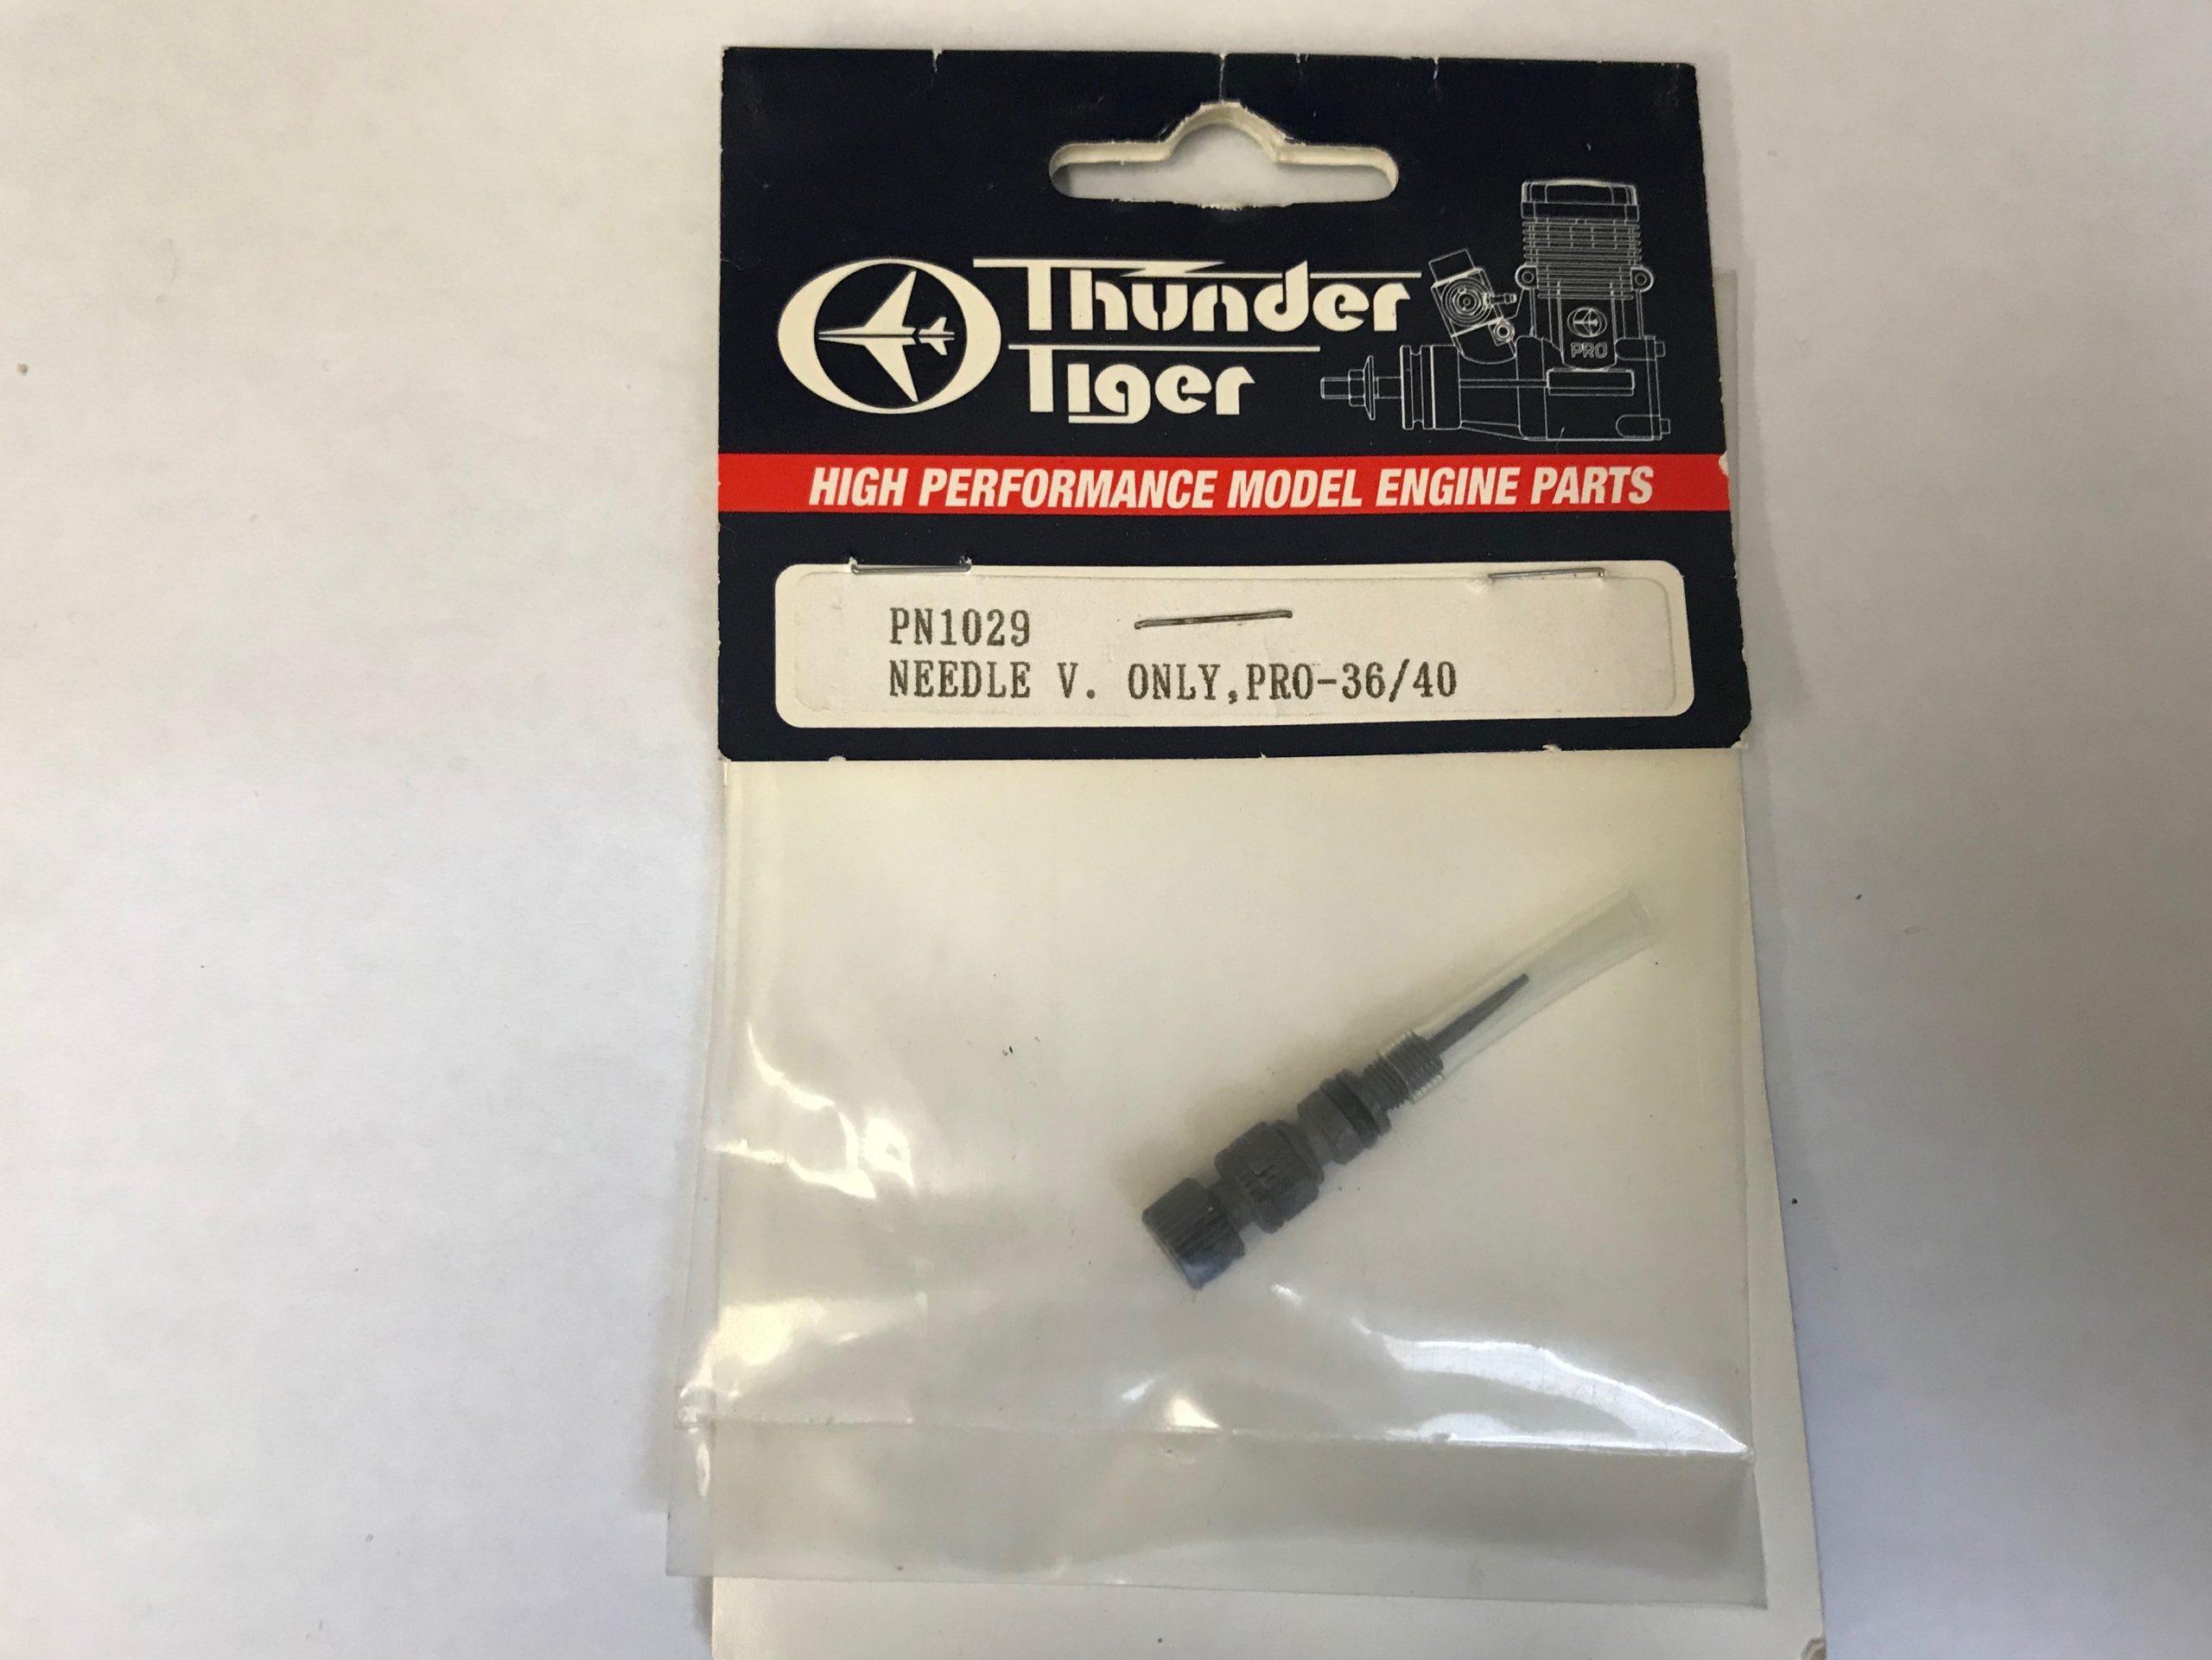 Thunder
Tiger
PRO
HIGH PERFORMANCE MODEL ENGINE PARTS
PN1029
NEEDLE V. ONLY,PRO-36/40